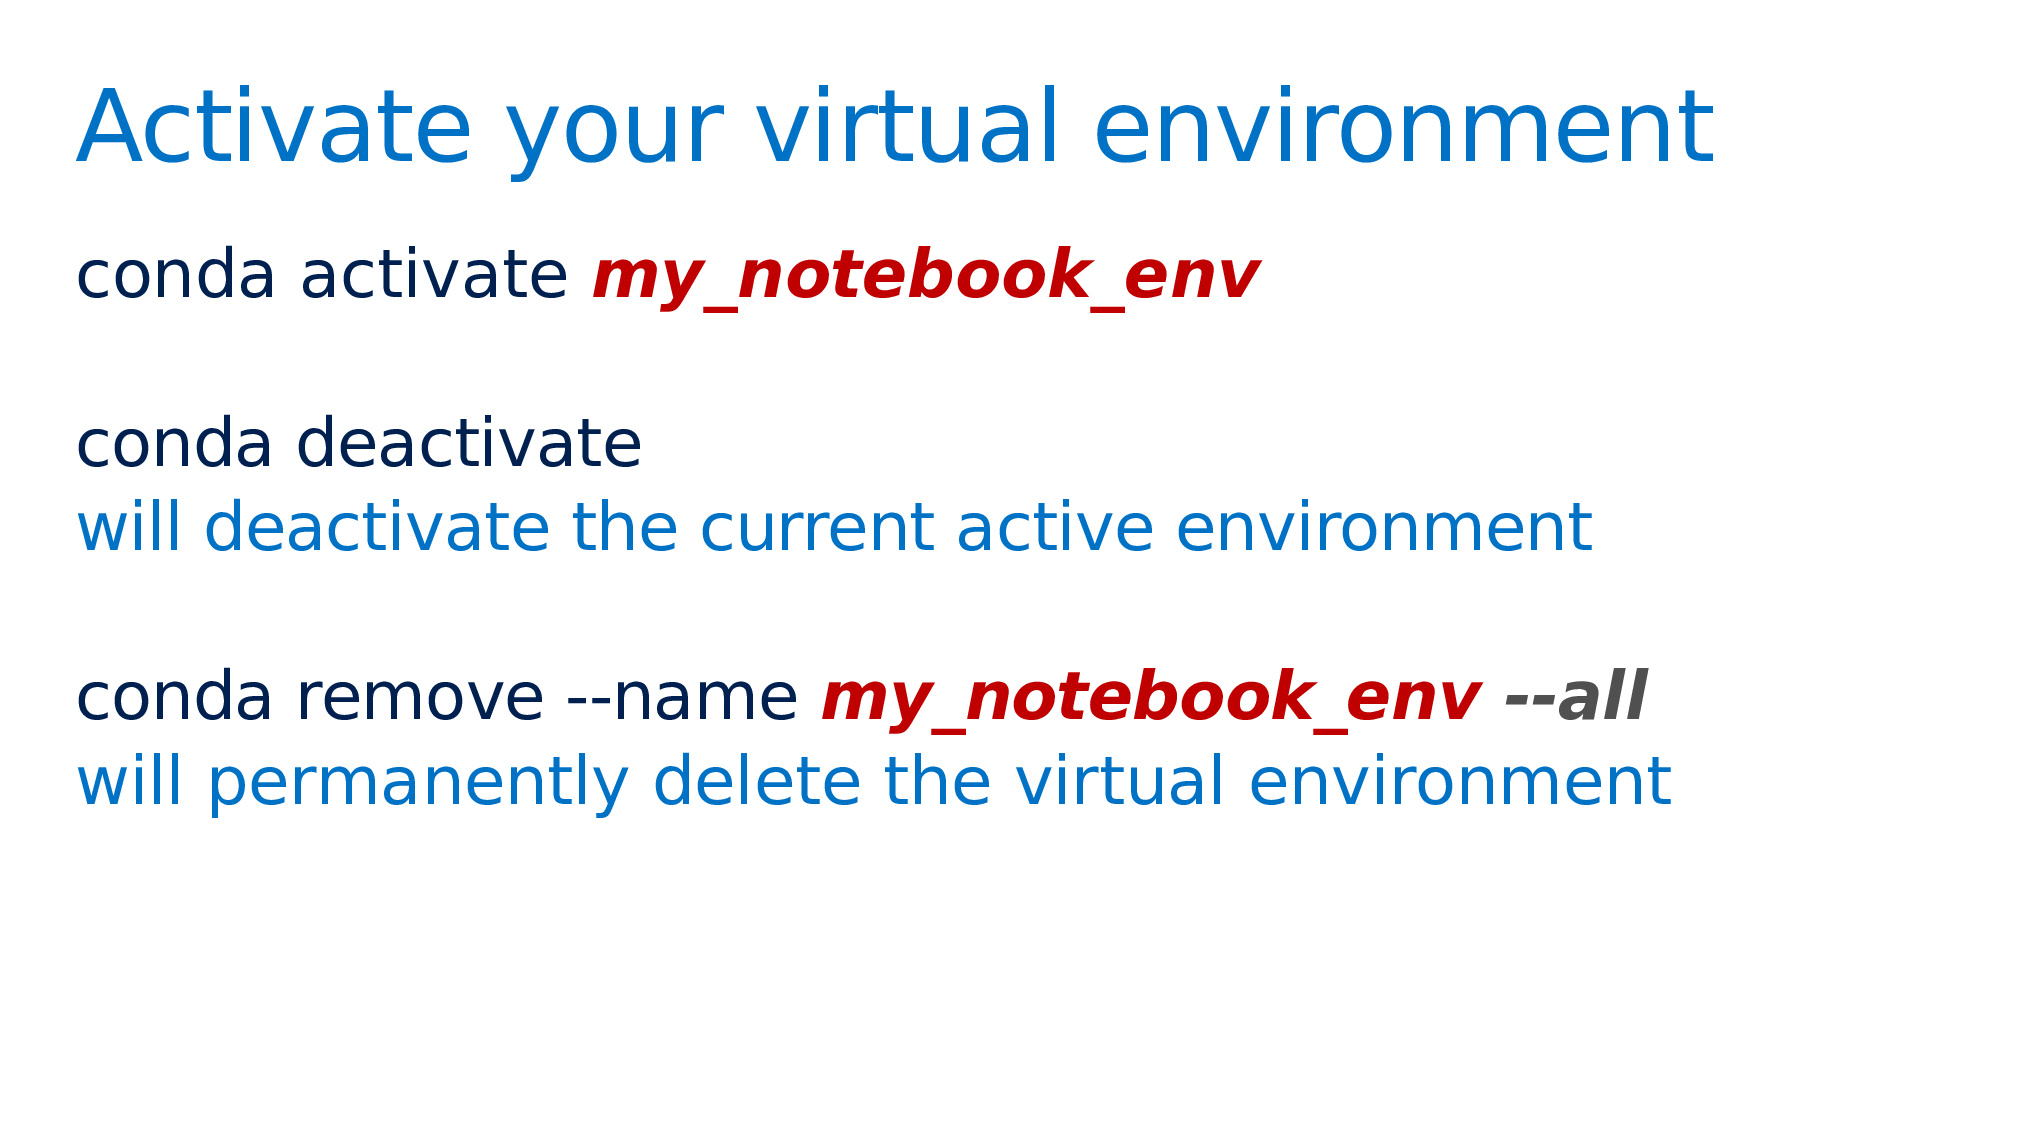 Activate your virtual environment
conda activate my_notebook_env
conda deactivate
will deactivate the current active environment
conda remove --name my_notebook_env --all
will permanently delete the virtual environment